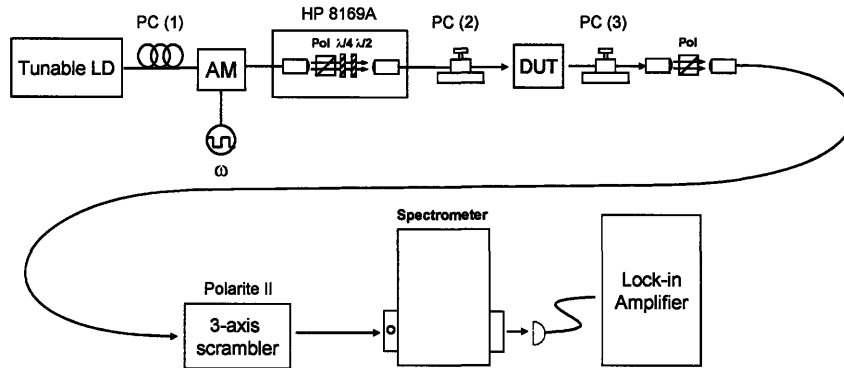 PC (1)
HP 8169A
PC (2)
PC (3)
Tunable LD
AM
Pol λ/4 λ/2
DUT
Pol
ω
Spectrometer
Polarite II
3-axis
scrambler
Lock-in
Amplifier